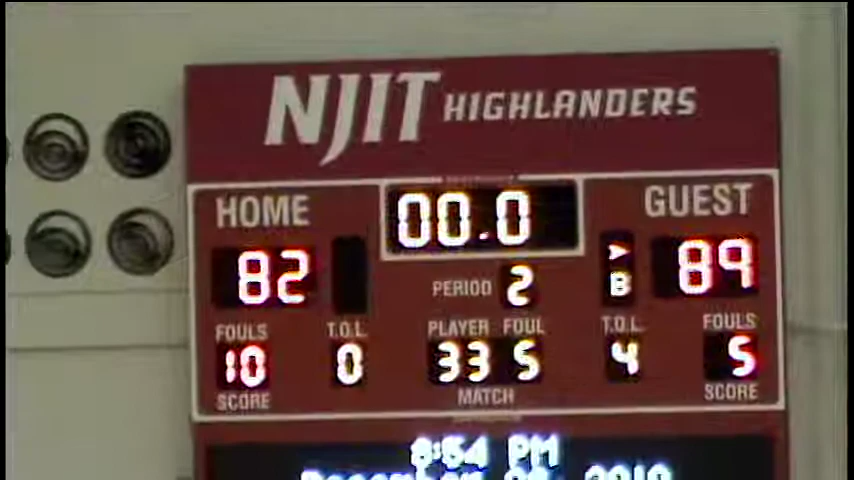 NJIT HIGHLANDERS
HOME 00.0 GUEST
82 PERIOD 2 B 89
FOULS T.O.L. PLAYER FOUL T.O.L. FOULS
10 0 33 5 4 5
SCORE MATCH SCORE
8:54 PM